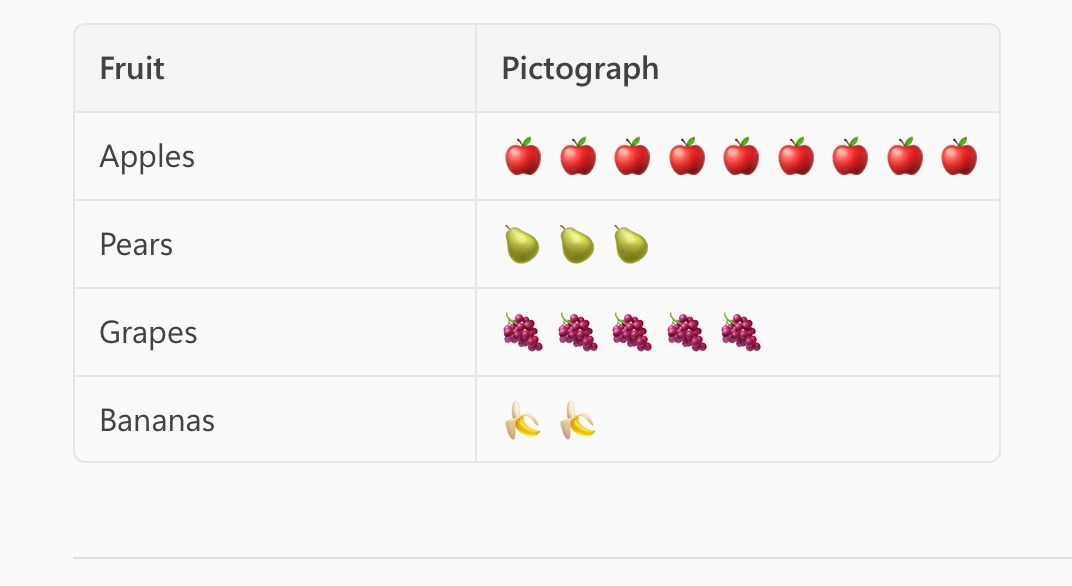 Fruit Pictograph
Apples 🍎 🍎 🍎 🍎 🍎 🍎 🍎 🍎 🍎
Pears 🍐 🍐 🍐
Grapes 🍇 🍇 🍇 🍇 🍇
Bananas 🍌 🍌